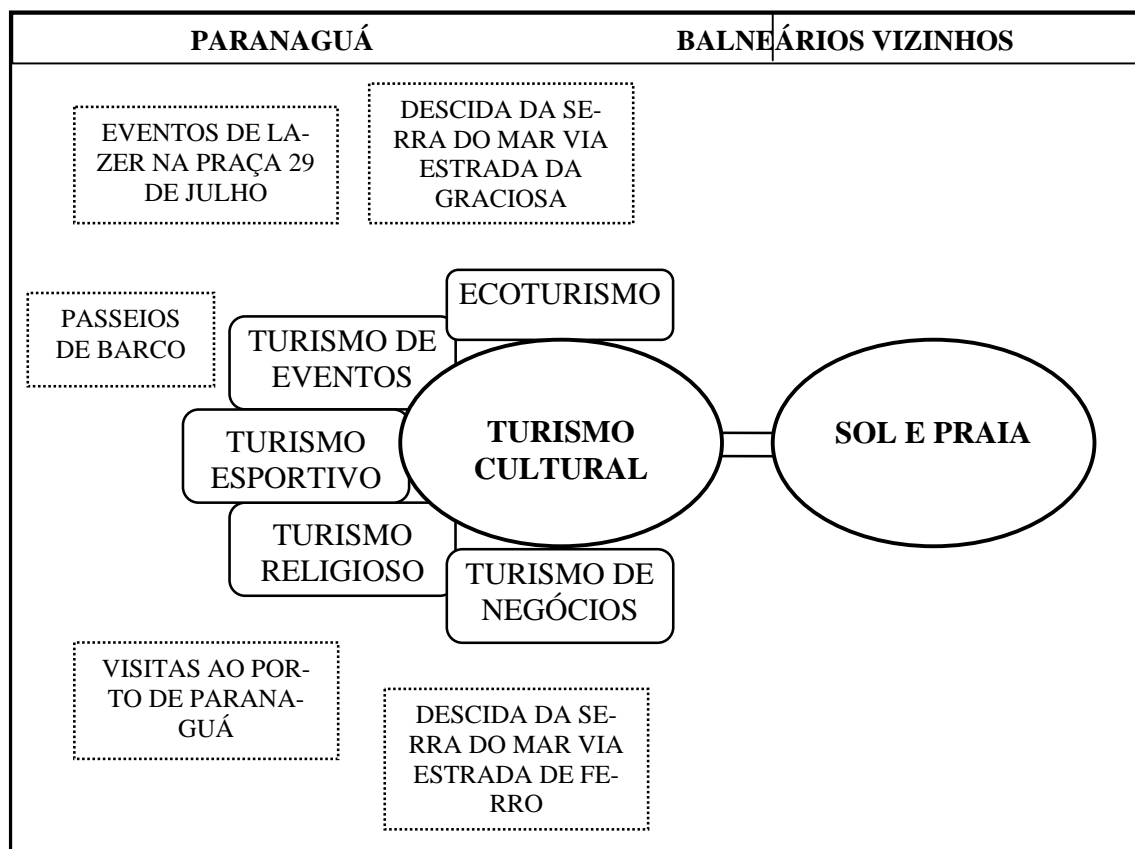 PARANAGUÁ
BALNEÁRIOS VIZINHOS
EVENTOS DE LA-
ZER NA PRAÇA 29
DE JULHO
DESCIDA DA SE-
RRA DO MAR VIA
ESTRADA DA
GRACIOSA
PASSEIOS
DE BARCO
ECOTURISMO
TURISMO DE
EVENTOS
TURISMO
ESPORTIVO
TURISMO
RELIGIOSO
TURISMO DE
NEGÓCIOS
TURISMO
CULTURAL
SOL E PRAIA
VISITAS AO POR-
TO DE PARANA-
GUÁ
DESCIDA DA SE-
RRA DO MAR VIA
ESTRADA DE FE-
RRO